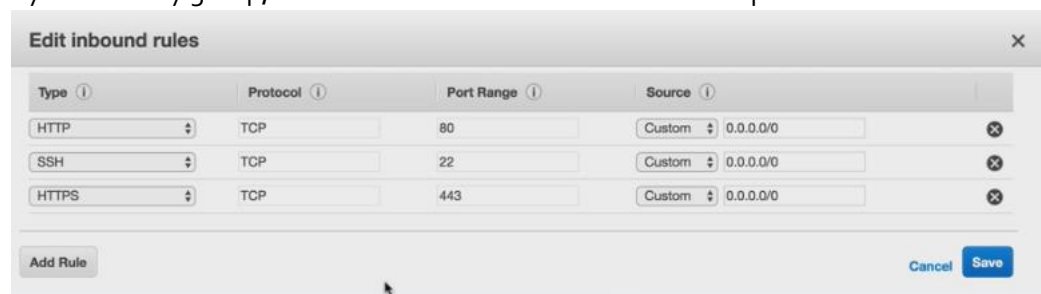 Edit inbound rules
Type Protocol Port Range Source
HTTP TCP 80 Custom 0.0.0.0/0
SSH TCP 22 Custom 0.0.0.0/0
HTTPS TCP 443 Custom 0.0.0.0/0
Add Rule Cancel Save